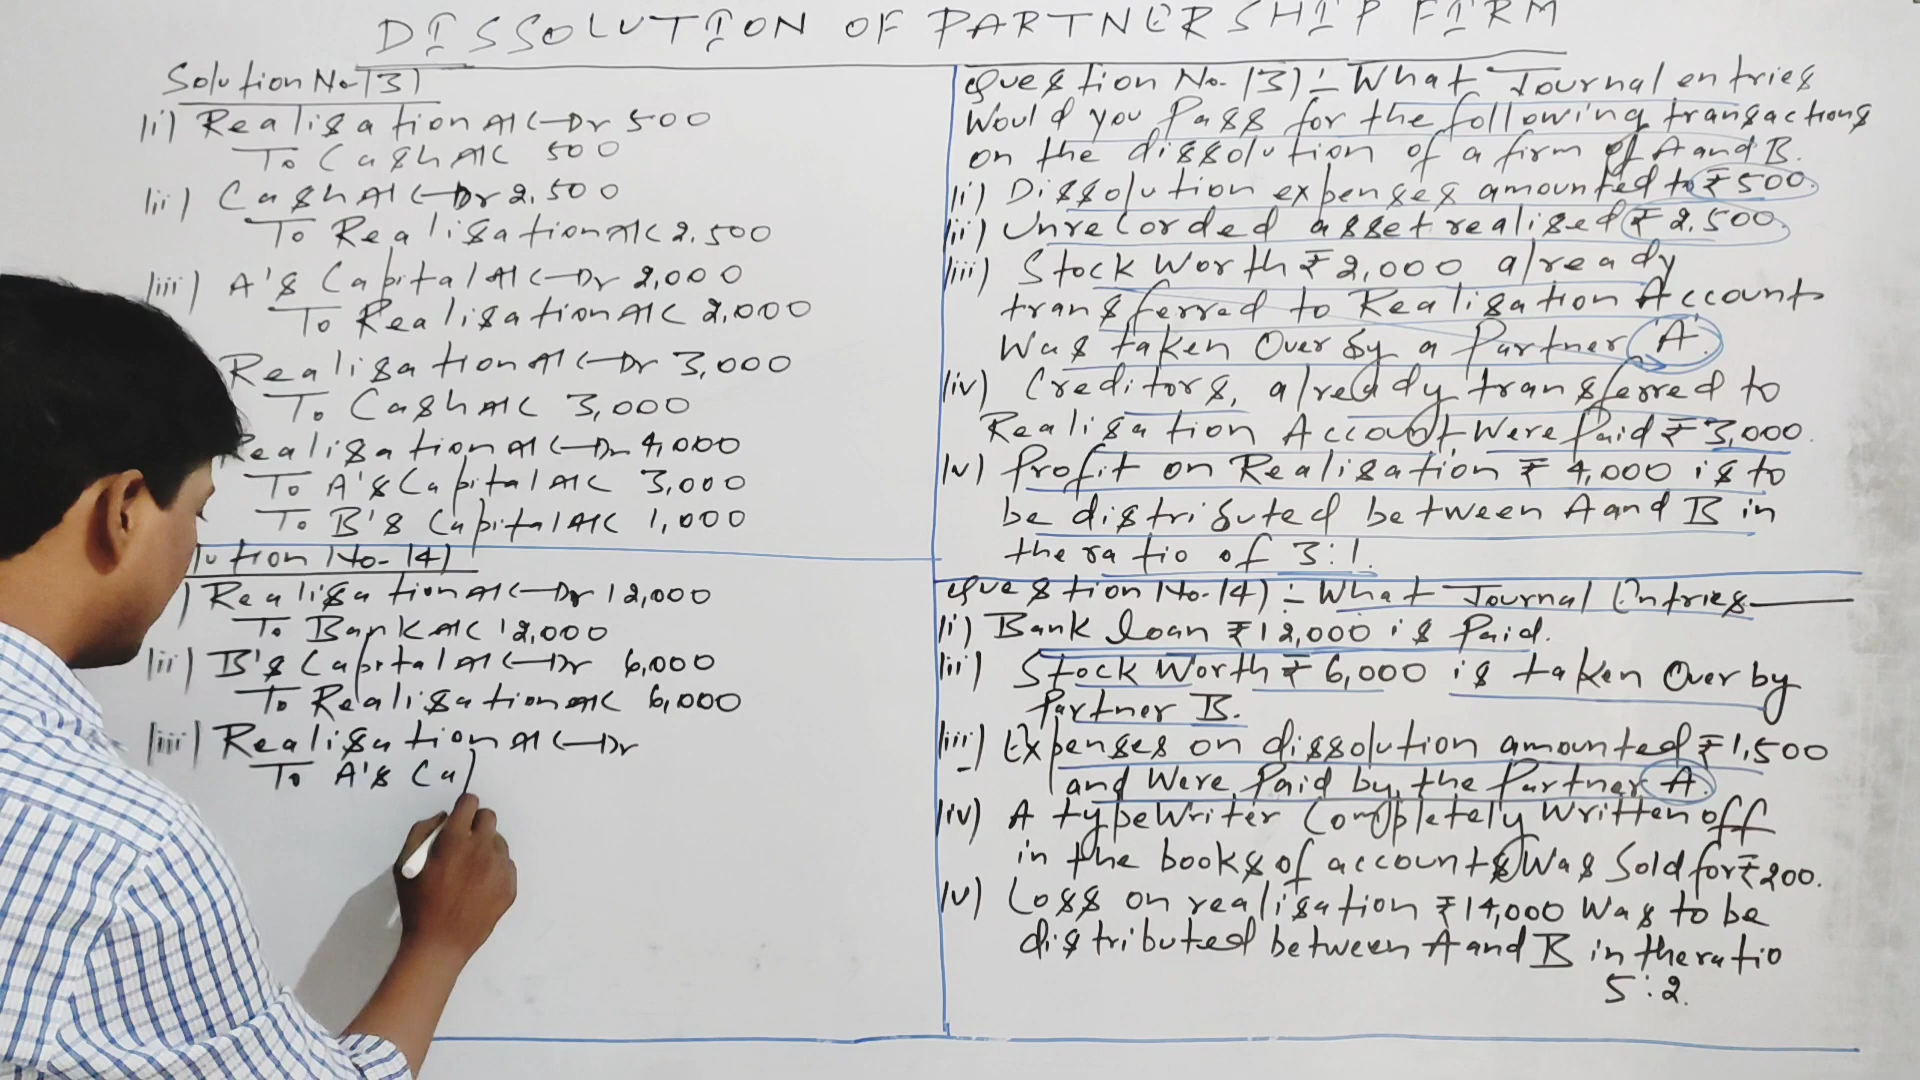 DISSOLUTION OF PARTNERSHIP FIRM
Solution No-13)
(i) Realisation A/C—Dr 500
To Cash A/C 500
(ii) Cash A/C—Dr 2,500
To Realisation A/C 2,500
(iii) A's Capital A/C—Dr 2,000
To Realisation A/C 2,000
Realisation A/C—Dr 3,000
To Cash A/C 3,000
Realisation A/C—Dr 4,000
To A's Capital A/C 3,000
To B's Capital A/C 1,000
lution No-14)
) Realisation A/C—Dr 12,000
To Bank A/C 12,000
(ii) B's Capital A/C—Dr 6,000
To Realisation A/C 6,000
(iii) Realisation A/C—Dr
To A's Ca
Question No. 13):- What Journal entries
Would you Pass for the following transactions
on the dissolution of a firm of A and B.
(i) Dissolution expenses amounted to ₹500.
(ii) Unrecorded asset realised ₹2,500.
(iii) Stock Worth ₹2,000 already
transferred to Realisation Account
Was taken Over by a Partner 'A'.
(iv) Creditors, already transferred to
Realisation Account Were Paid ₹3,000.
(v) Profit on Realisation ₹4,000 is to
be distributed between A and B in
the ratio of 3:1.
Question No-14):- What Journal Entries—
(i) Bank loan ₹12,000 is Paid.
(ii) Stock Worth ₹6,000 is taken Over by
Partner B.
(iii) Expenses on dissolution amounted ₹1,500
and Were Paid by the Partner A.
(iv) A typeWriter Completely Written off
in the books of accounts Was Sold for ₹200.
(v) Loss on realisation ₹14,000 Was to be
distributed between A and B in the ratio
5:2.